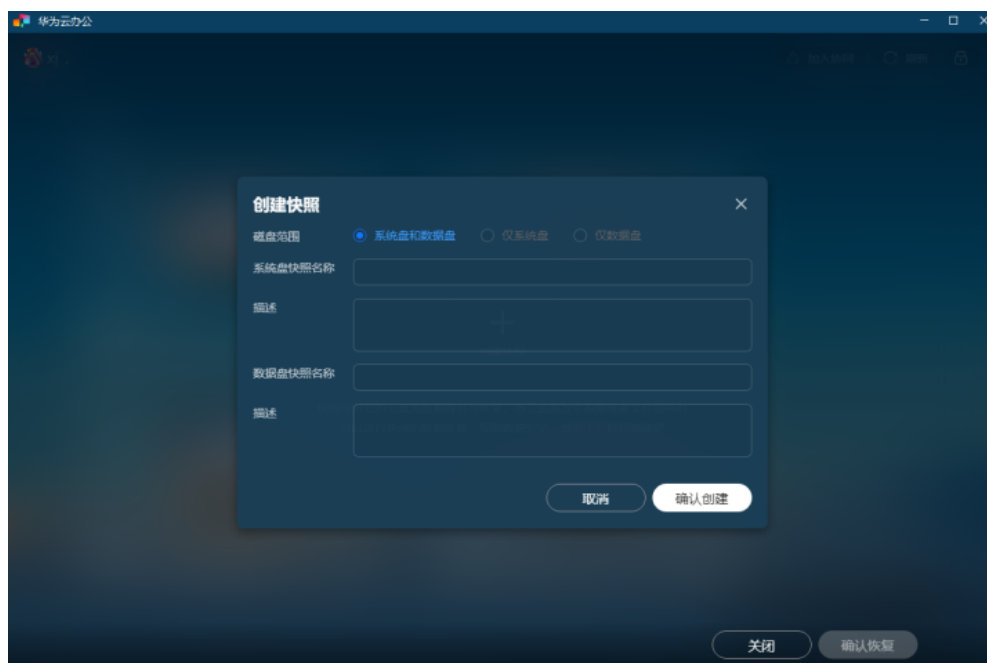 华为云办公
创建快照
磁盘范围 系统盘和数据盘 仅系统盘 仅数据盘
系统盘快照名称
描述
数据盘快照名称
描述
取消 确认创建
关闭 确认恢复